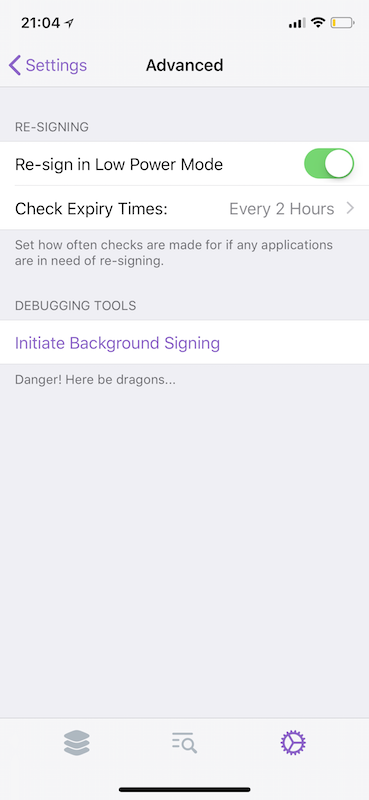 21:04
Settings
Advanced
RE-SIGNING
Re-sign in Low Power Mode
Check Expiry Times: Every 2 Hours
Set how often checks are made for if any applications
are in need of re-signing.
DEBUGGING TOOLS
Initiate Background Signing
Danger! Here be dragons...